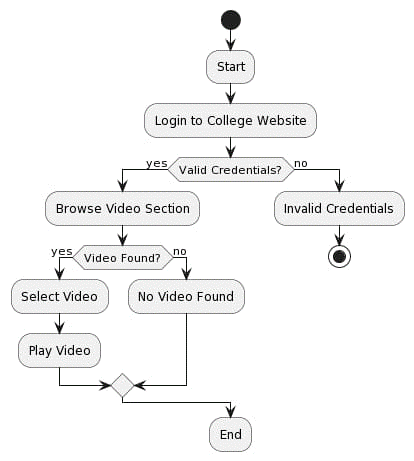 Start
Login to College Website
yes
Valid Credentials?
no
Browse Video Section
Invalid Credentials
yes
Video Found?
no
Select Video
No Video Found
Play Video
End